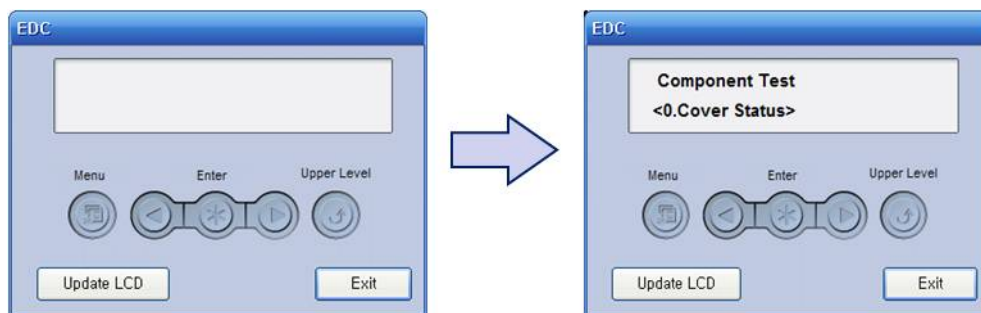 EDC
Menu Enter Upper Level
Update LCD Exit
EDC
Component Test
<0.Cover Status>
Menu Enter Upper Level
Update LCD Exit